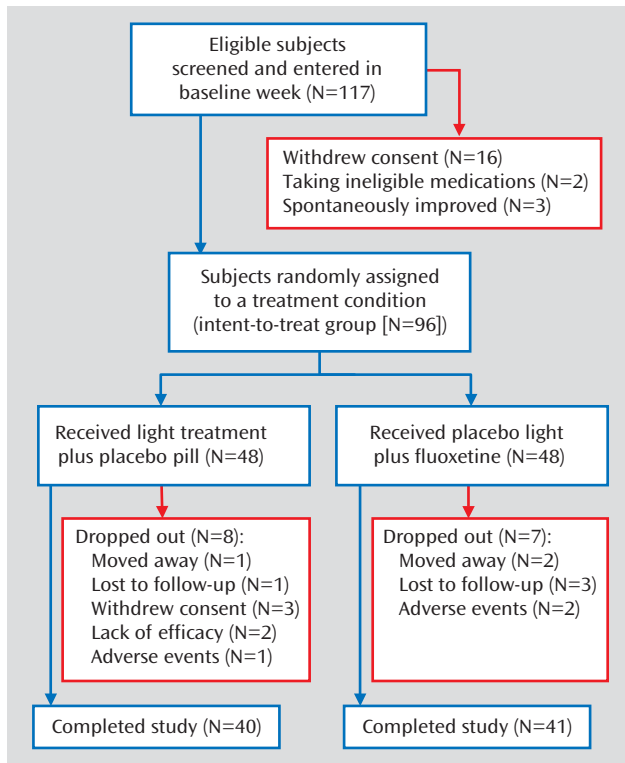 Eligible subjects
screened and entered in
baseline week (N=117)
Withdrew consent (N=16)
Taking ineligible medications (N=2)
Spontaneously improved (N=3)
Subjects randomly assigned
to a treatment condition
(intent-to-treat group [N=96])
Received light treatment
plus placebo pill (N=48)
Received placebo light
plus fluoxetine (N=48)
Dropped out (N=8):
Moved away (N=1)
Lost to follow-up (N=1)
Withdrew consent (N=3)
Lack of efficacy (N=2)
Adverse events (N=1)
Dropped out (N=7):
Moved away (N=2)
Lost to follow-up (N=3)
Adverse events (N=2)
Completed study (N=40)
Completed study (N=41)